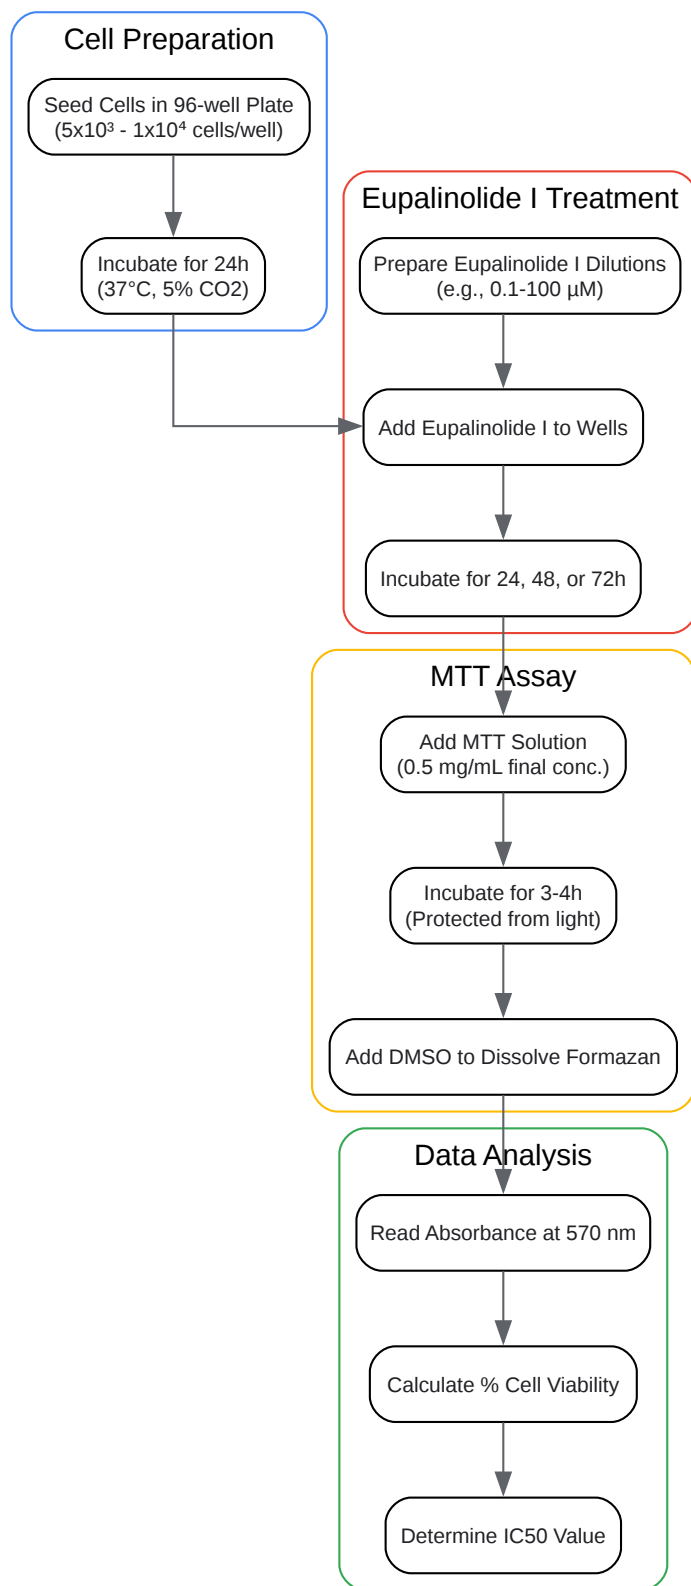 Cell Preparation
Seed Cells in 96-well Plate
(5x10³ - 1x10⁴ cells/well)
Incubate for 24h
(37°C, 5% CO2)
Eupalinolide I Treatment
Prepare Eupalinolide I Dilutions
(e.g., 0.1-100 µM)
Add Eupalinolide I to Wells
Incubate for 24, 48, or 72h
MTT Assay
Add MTT Solution
(0.5 mg/mL final conc.)
Incubate for 3-4h
(Protected from light)
Add DMSO to Dissolve Formazan
Data Analysis
Read Absorbance at 570 nm
Calculate % Cell Viability
Determine IC50 Value